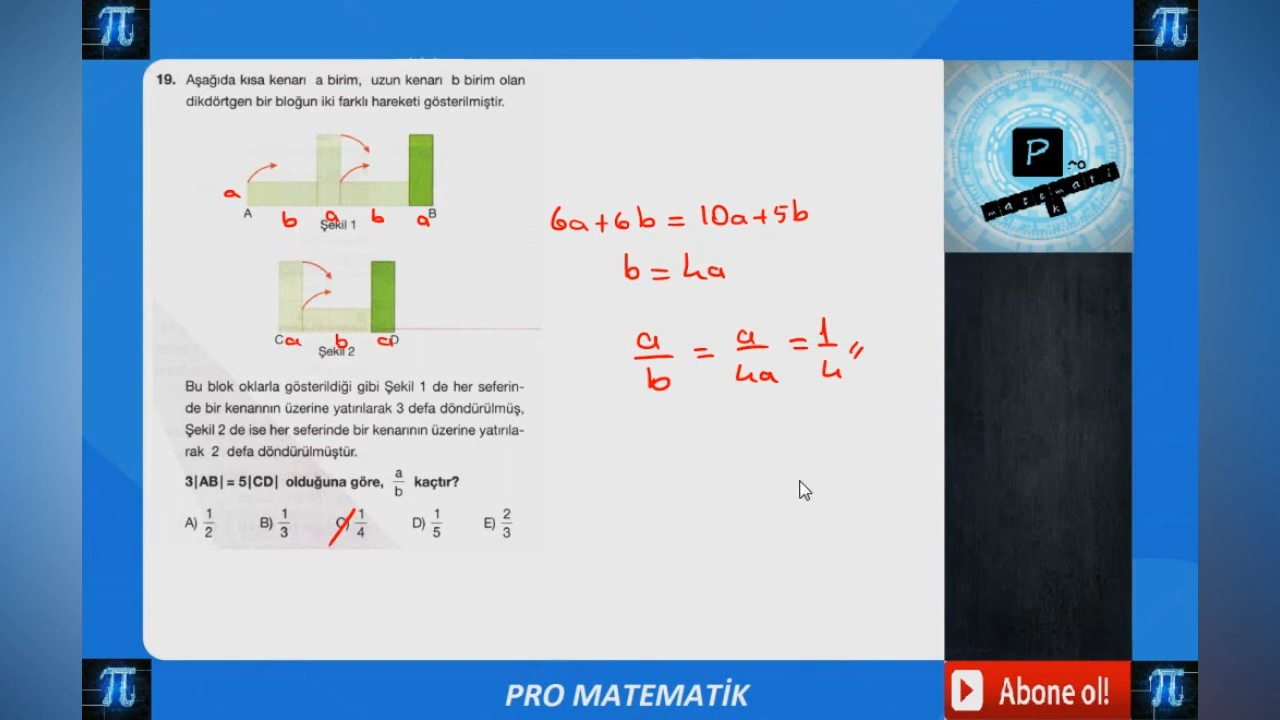 19. Aşağıda kısa kenarı a birim, uzun kenarı b birim olan
dikdörtgen bir bloğun iki farklı hareketi gösterilmiştir.
a
A
b
a
b
a
B
Şekil 1
C
a
b
a
D
Şekil 2
Bu blok oklarla gösterildiği gibi Şekil 1 de her seferin-
de bir kenarının üzerine yatırılarak 3 defa döndürülmüş,
Şekil 2 de ise her seferinde bir kenarının üzerine yatırıla-
rak 2 defa döndürülmüştür.
3|AB| = 5|CD| olduğuna göre, a/b kaçtır?
A) 1/2 B) 1/3 C) 1/4 D) 1/5 E) 2/3
6a+6b = 10a+5b
b = 4a
a/b = a/4a = 1/4 //
P
ro
matematik
PRO MATEMATİK
Abone ol!
π
π
π
π